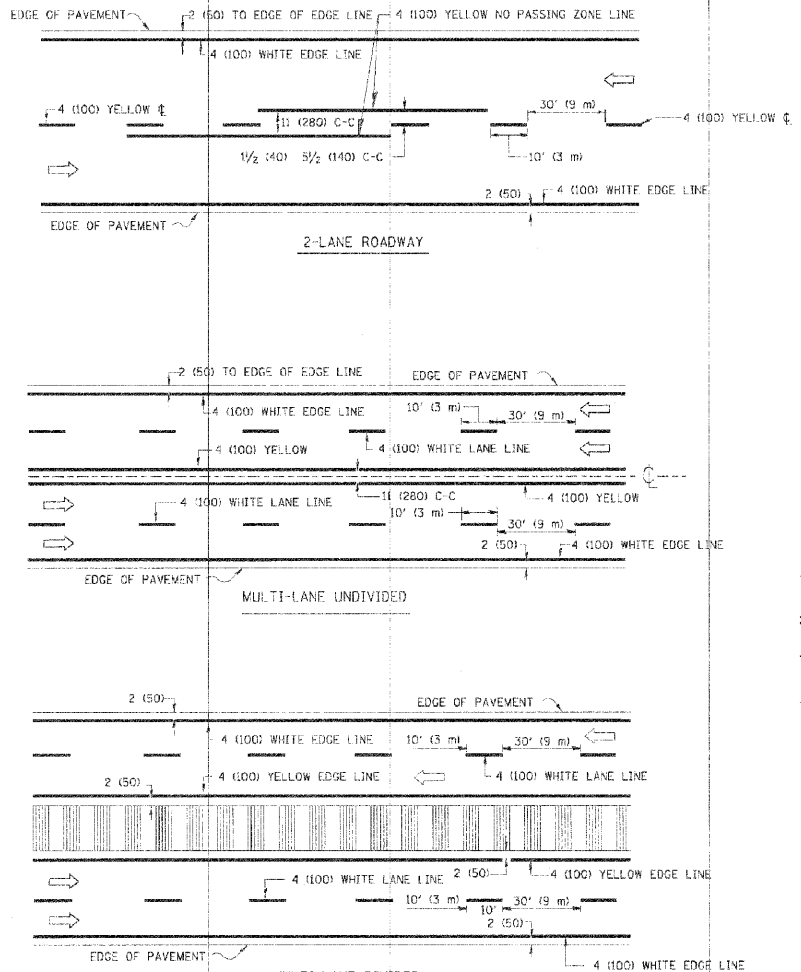 EDGE OF PAVEMENT
2 (50) TO EDGE OF EDGE LINE
4 (100) YELLOW NO PASSING ZONE LINE
4 (100) WHITE EDGE LINE
4 (100) YELLOW ℄
11 (280) C-C
30' (9 m)
4 (100) YELLOW ℄
1½ (40)
5½ (140) C-C
10' (3 m)
2 (50)
4 (100) WHITE EDGE LINE
EDGE OF PAVEMENT
2-LANE ROADWAY
2 (50) TO EDGE OF EDGE LINE
EDGE OF PAVEMENT
4 (100) WHITE EDGE LINE
10' (3 m)
30' (9 m)
4 (100) YELLOW
4 (100) WHITE LANE LINE
℄
4 (100) WHITE LANE LINE
11 (280) C-C
4 (100) YELLOW
10' (3 m)
30' (9 m)
2 (50)
4 (100) WHITE EDGE LINE
EDGE OF PAVEMENT
MULTI-LANE UNDIVIDED
2 (50)
EDGE OF PAVEMENT
4 (100) WHITE EDGE LINE
10' (3 m)
30' (9 m)
2 (50)
4 (100) YELLOW EDGE LINE
4 (100) WHITE LANE LINE
2 (50)
4 (100) YELLOW EDGE LINE
4 (100) WHITE LANE LINE
10' (3 m)
10'
30' (9 m)
2 (50)
EDGE OF PAVEMENT
4 (100) WHITE EDGE LINE